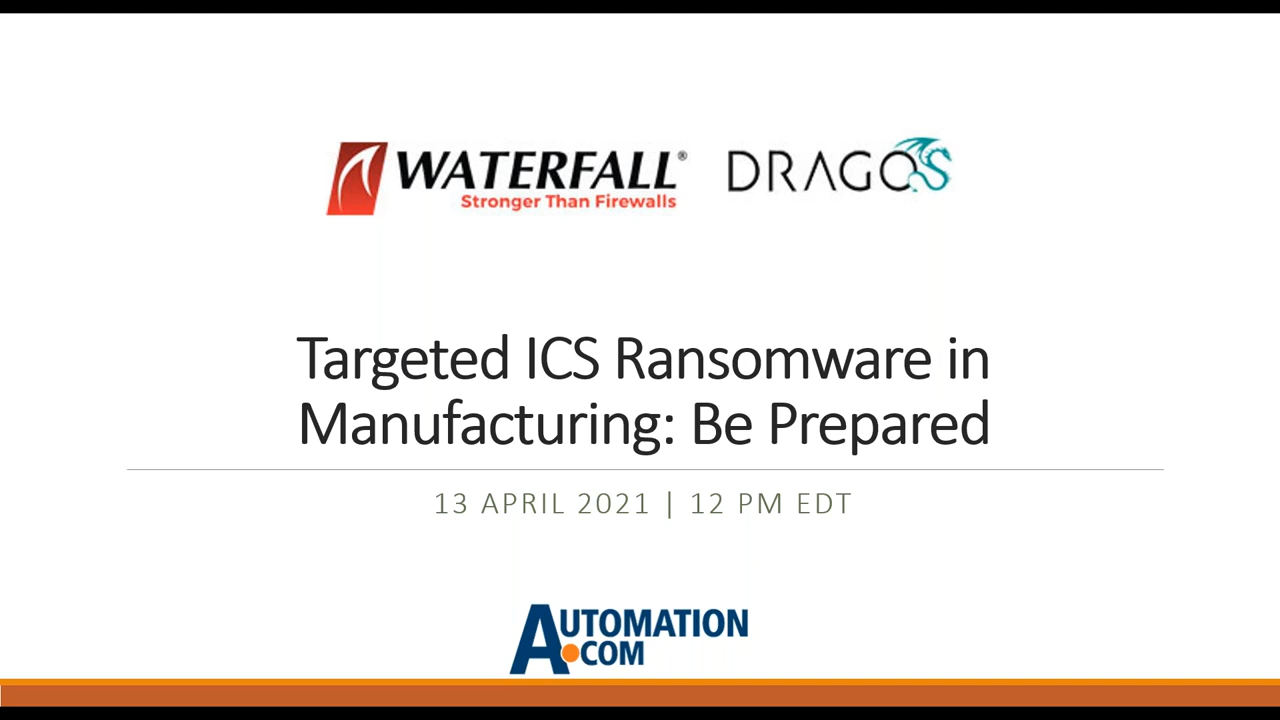 WATERFALL®
Stronger Than Firewalls
DRAGOS
Targeted ICS Ransomware in
Manufacturing: Be Prepared
13 APRIL 2021 | 12 PM EDT
AUTOMATION
.COM